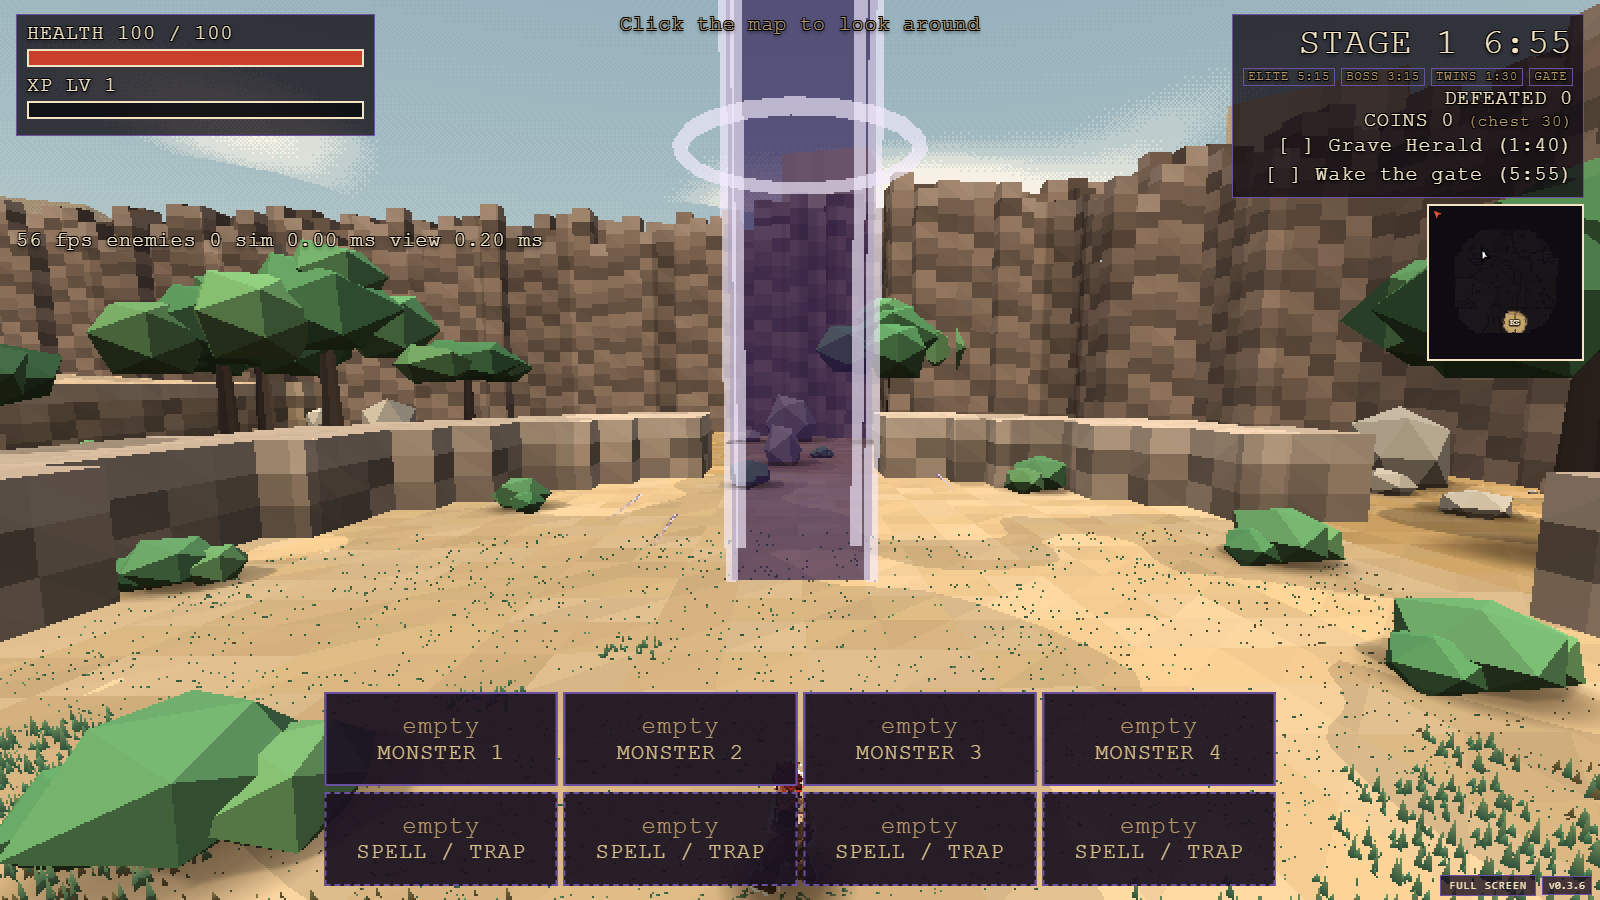 HEALTH 100 / 100
XP LV 1
Click the map to look around
STAGE 1 6:55
ELITE 5:15 BOSS 3:15 TWINS 1:30 GATE
DEFEATED 0
COINS 0 (chest 30)
[ ] Grave Herald (1:40)
[ ] Wake the gate (5:55)
56 fps enemies 0 sim 0.00 ms view 0.20 ms
empty empty empty empty
MONSTER 1 MONSTER 2 MONSTER 3 MONSTER 4
empty empty empty empty
SPELL / TRAP SPELL / TRAP SPELL / TRAP SPELL / TRAP
FULL SCREEN v0.3.6